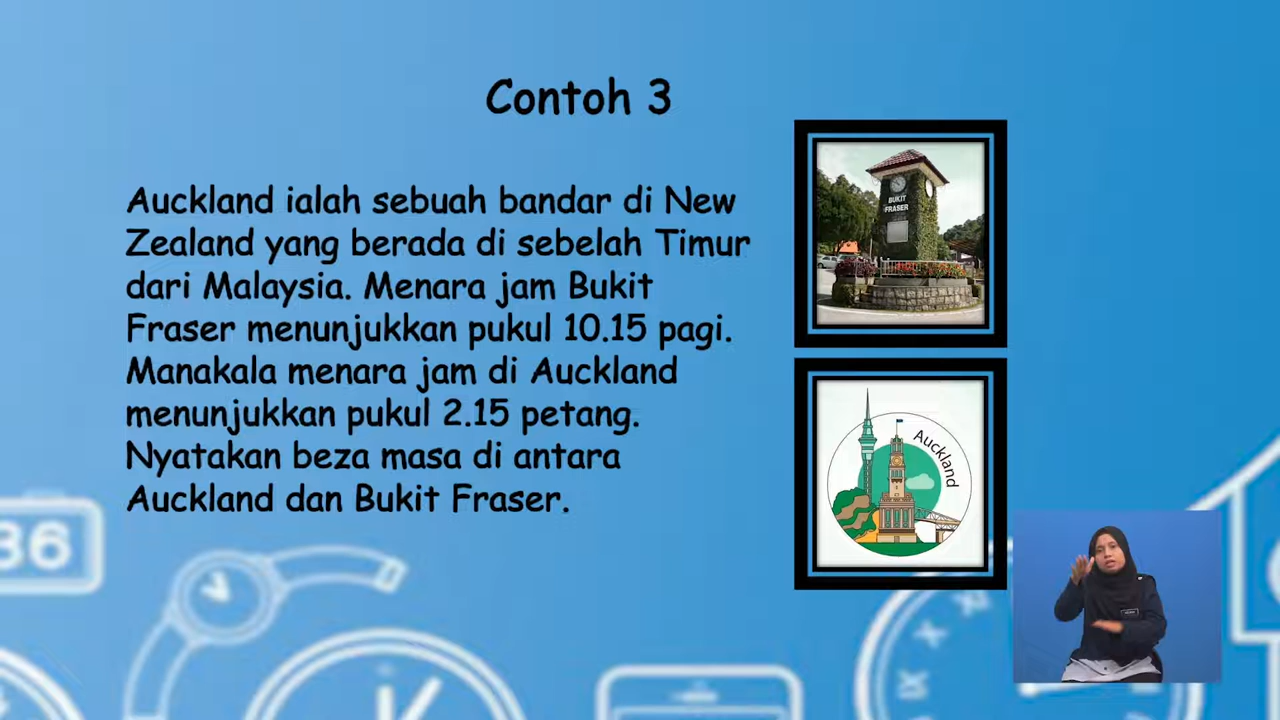 Contoh 3
Auckland ialah sebuah bandar di New
Zealand yang berada di sebelah Timur
dari Malaysia. Menara jam Bukit
Fraser menunjukkan pukul 10.15 pagi.
Manakala menara jam di Auckland
menunjukkan pukul 2.15 petang.
Nyatakan beza masa di antara
Auckland dan Bukit Fraser.
BUKIT
FRASER
Auckland
36